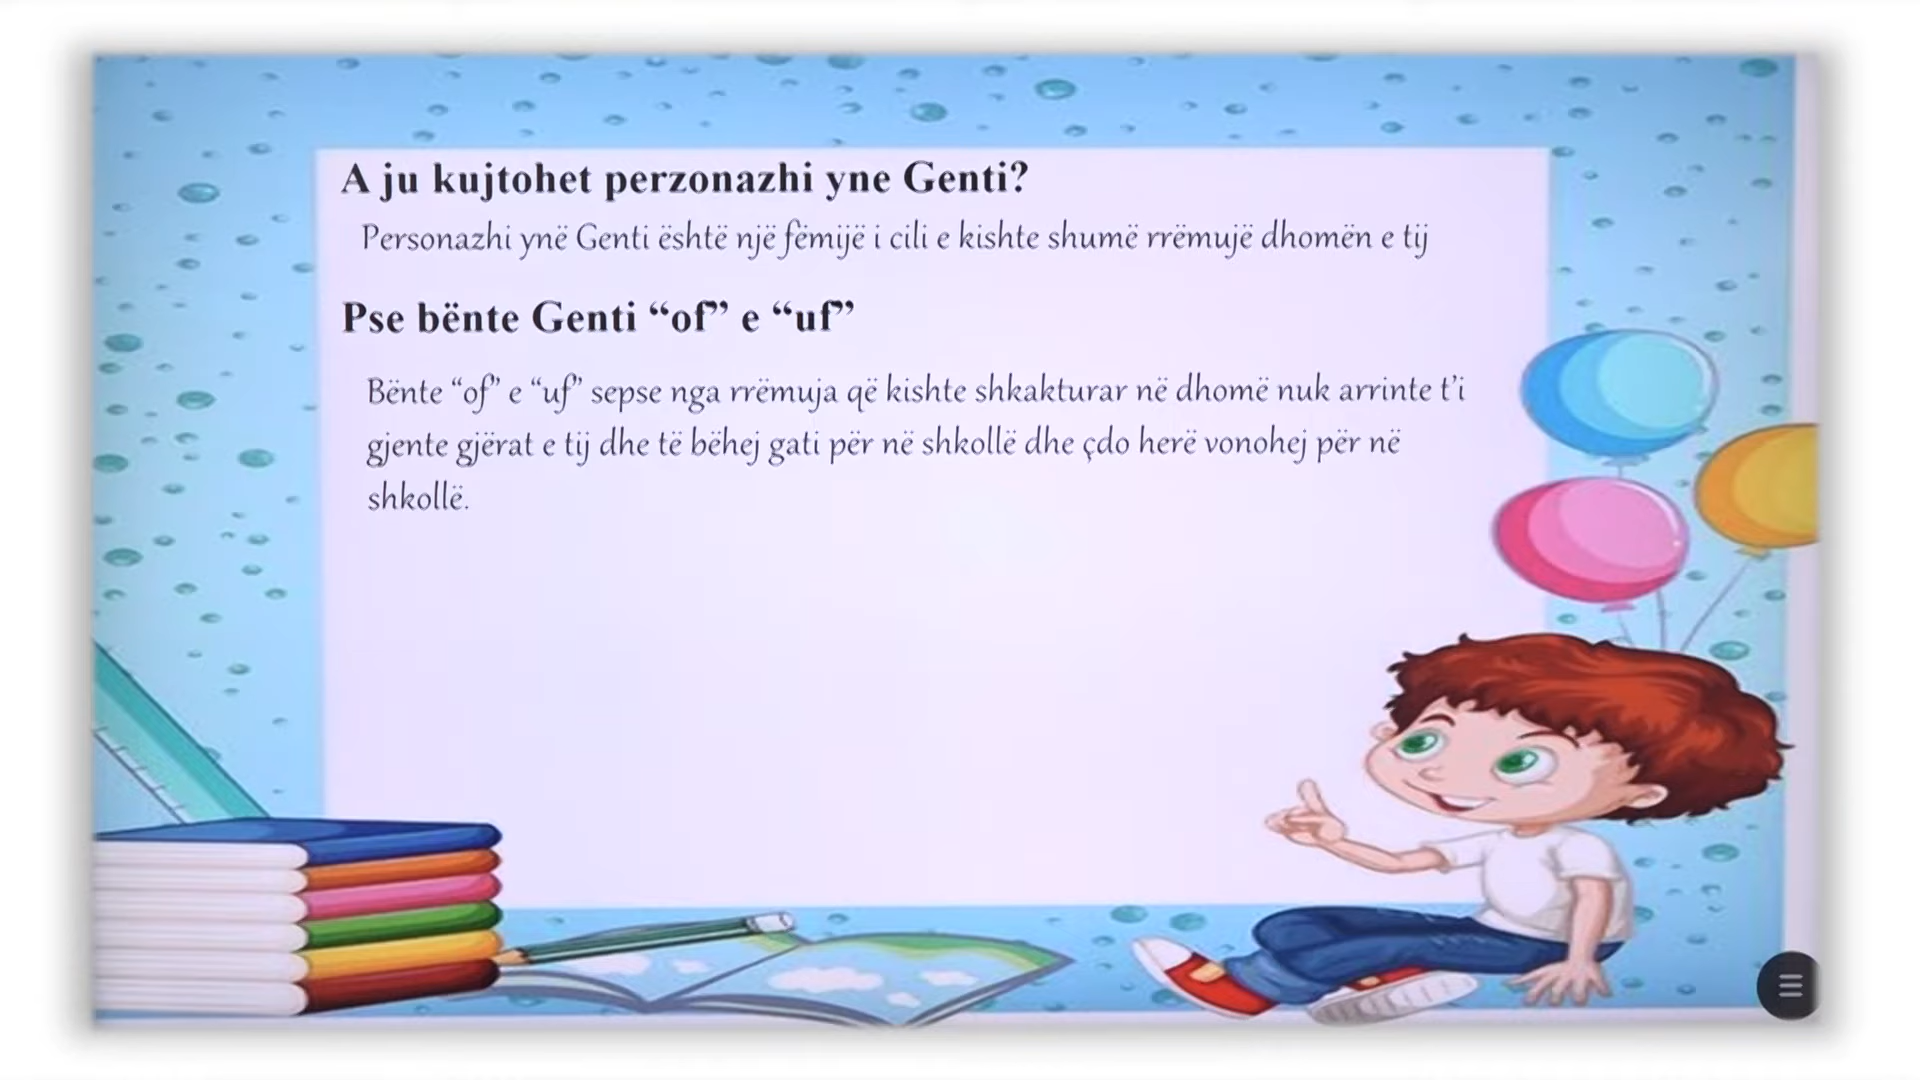 A ju kujtohet perzonazhi yne Genti?
Personazhi ynë Genti është një fëmijë i cili e kishte shumë rrëmujë dhomën e tij
Pse bënte Genti “of” e “uf”
Bënte “of” e “uf” sepse nga rrëmuja që kishte shkakturar në dhomë nuk arrinte t’i
gjente gjërat e tij dhe të bëhej gati për në shkollë dhe çdo herë vonohej për në
shkollë.